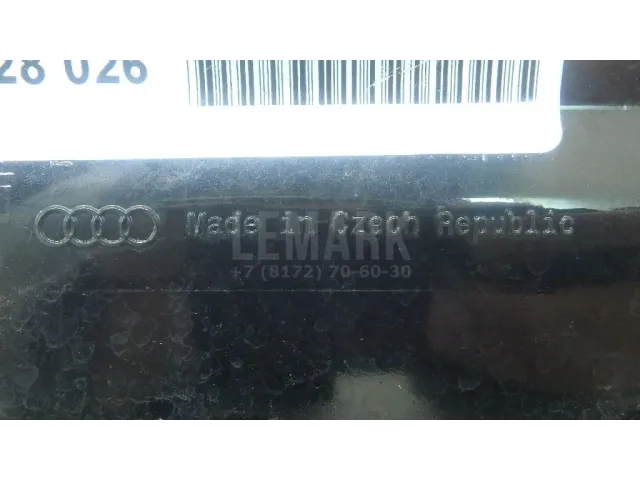 28 026
Made in Czech Republic
LEMARK
+7 (8172) 70-60-30